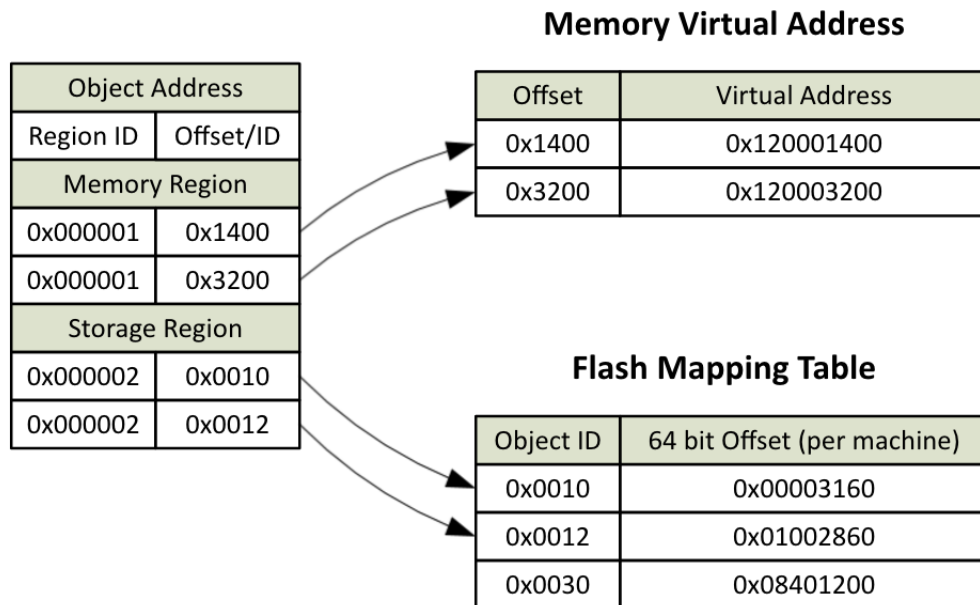 Object Address
Region ID Offset/ID
Memory Region
0x000001 0x1400
0x000001 0x3200
Storage Region
0x000002 0x0010
0x000002 0x0012
Memory Virtual Address
Offset Virtual Address
0x1400 0x120001400
0x3200 0x120003200
Flash Mapping Table
Object ID 64 bit Offset (per machine)
0x0010 0x00003160
0x0012 0x01002860
0x0030 0x08401200